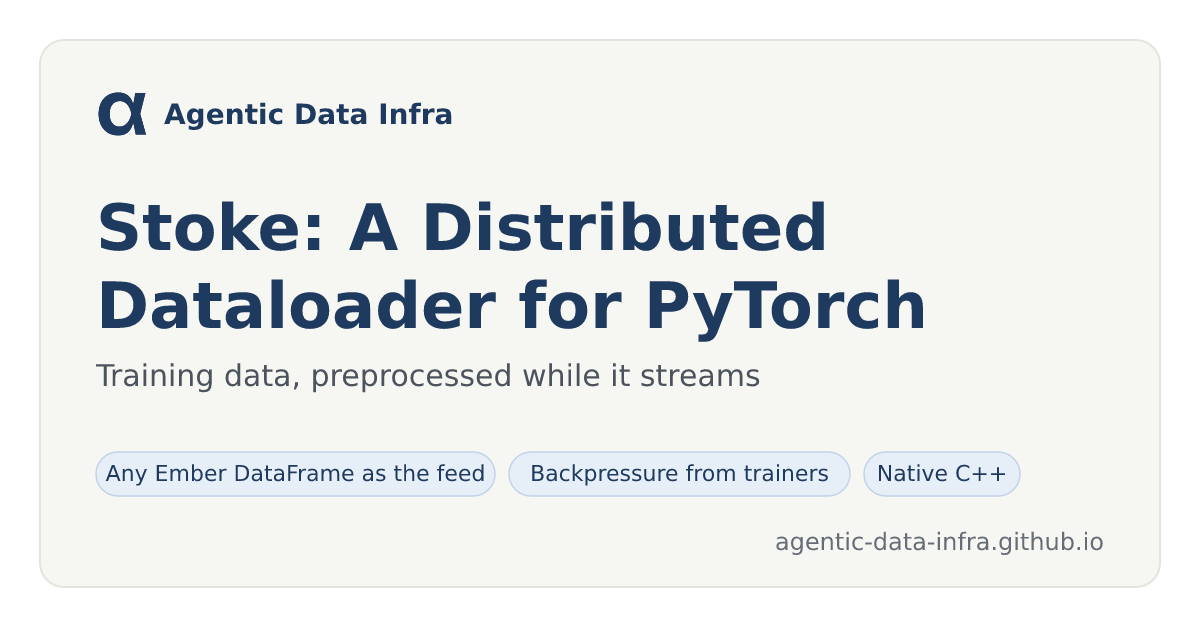 α Agentic Data Infra
Stoke: A Distributed
Dataloader for PyTorch
Training data, preprocessed while it streams
Any Ember DataFrame as the feed
Backpressure from trainers
Native C++
agentic-data-infra.github.io